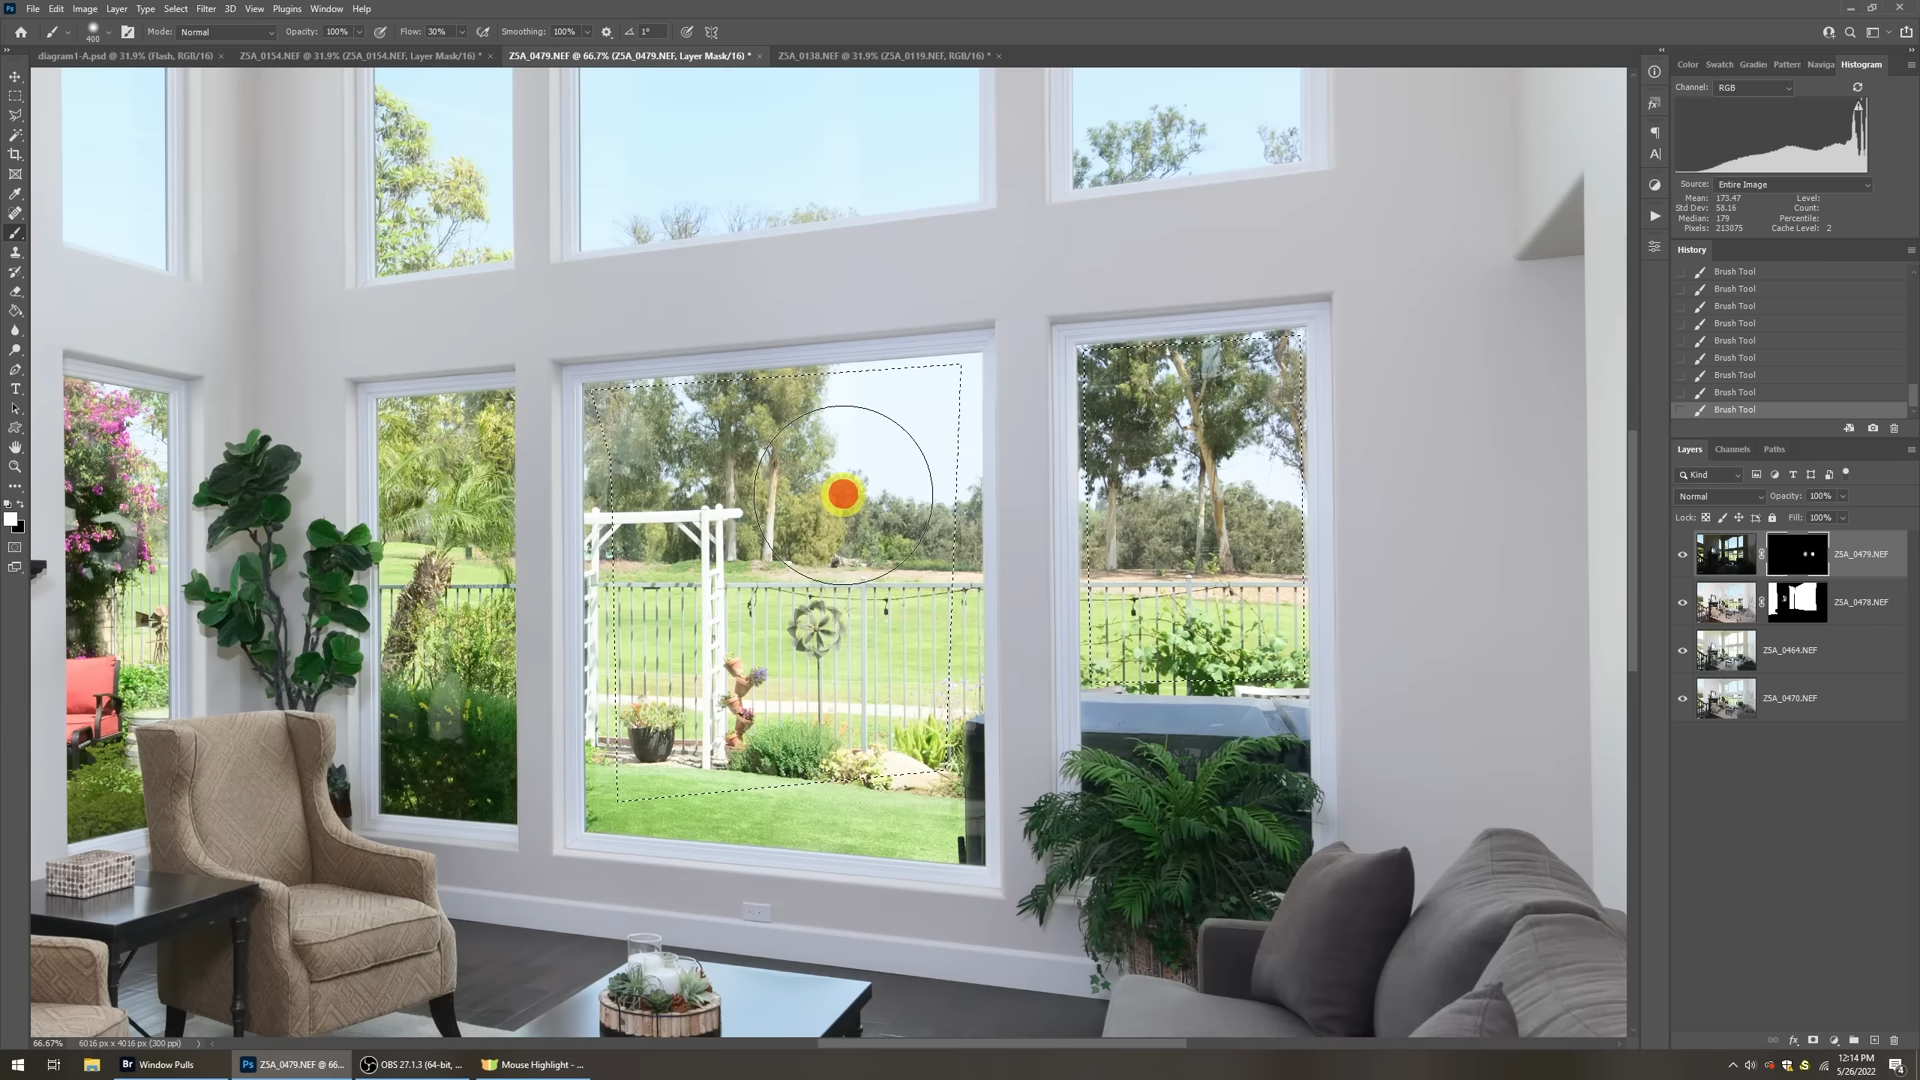 File Edit Image Layer Type Select Filter 3D View Plugins Window Help
400 Mode: Normal Opacity: 100% Flow: 30% Smoothing: 100% 1°
diagram1-A.psd @ 31.9% (Flash, RGB/16) × Z5A_0154.NEF @ 31.9% (Z5A_0154.NEF, Layer Mask/16) * × Z5A_0479.NEF @ 66.7% (Z5A_0479.NEF, Layer Mask/16) * × Z5A_0138.NEF @ 31.9% (Z5A_0119.NEF, RGB/16) * ×
Color Swatch Gradier Pattern Naviga Histogram
Channel: RGB
Source: Entire Image
Mean: 173.47 Level:
Std Dev: 58.16 Count:
Median: 179 Percentile:
Pixels: 213075 Cache Level: 2
History
Brush Tool
Brush Tool
Brush Tool
Brush Tool
Brush Tool
Brush Tool
Brush Tool
Brush Tool
Brush Tool
Layers Channels Paths
Kind
Normal Opacity: 100%
Lock: Fill: 100%
Z5A_0479.NEF
Z5A_0478.NEF
Z5A_0464.NEF
Z5A_0470.NEF
66.67% 6016 px x 4016 px (300 ppi)
Br Window Pulls Ps Z5A_0479.NEF @ 66... OBS 27.1.3 (64-bit, ... Mouse Highlight - ...
12:14 PM
5/26/2022
4